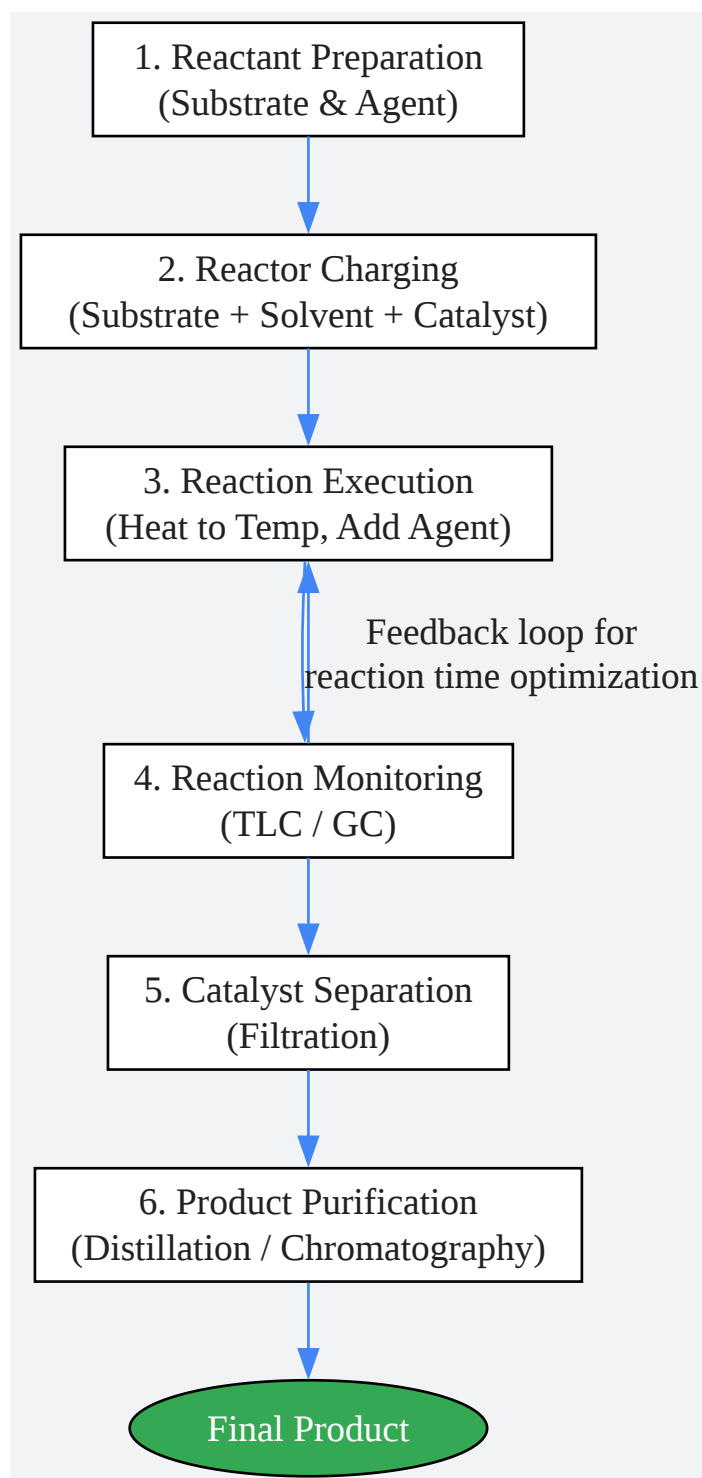 1. Reactant Preparation
(Substrate & Agent)
2. Reactor Charging
(Substrate + Solvent + Catalyst)
3. Reaction Execution
(Heat to Temp, Add Agent)
Feedback loop for
reaction time optimization
4. Reaction Monitoring
(TLC / GC)
5. Catalyst Separation
(Filtration)
6. Product Purification
(Distillation / Chromatography)
Final Product